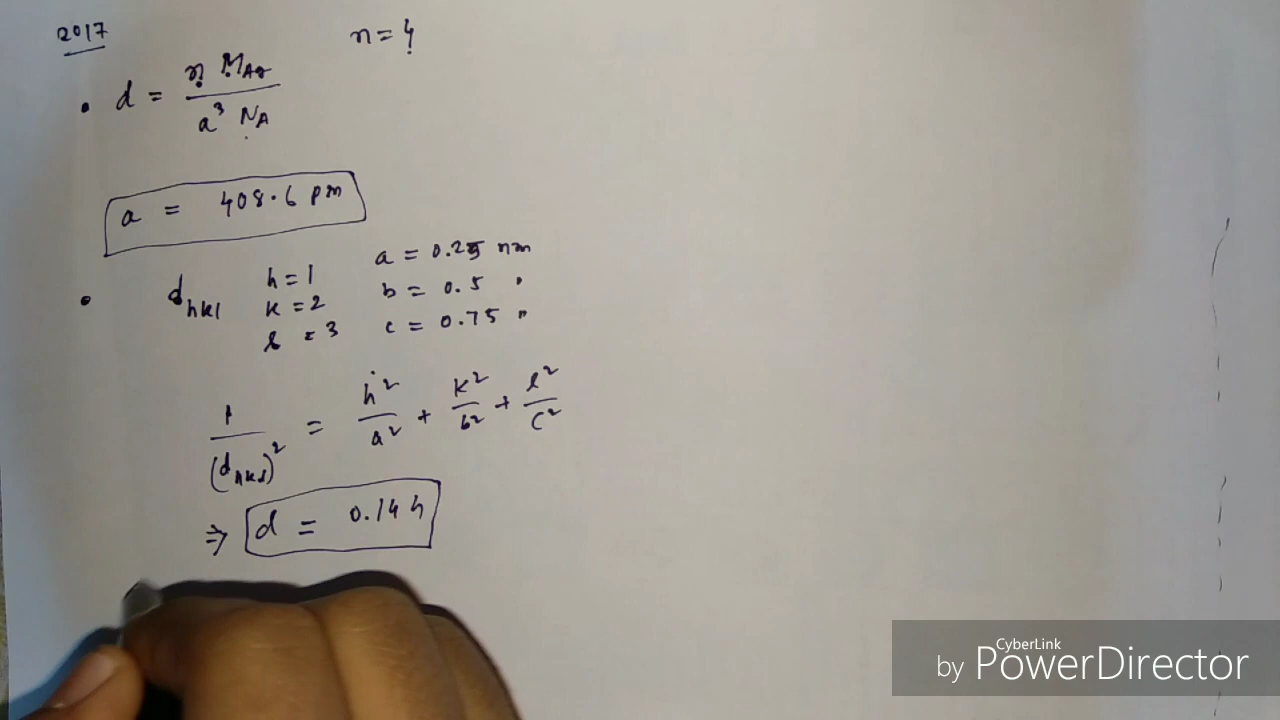 2017
n = 4
d = n M_Ag / a³ N_A
a = 408.6 pm
d_hkl
h = 1
k = 2
l = 3
a = 0.25 nm
b = 0.5 "
c = 0.75 "
1 / (d_hkl)² = h²/a² + k²/b² + l²/c²
⇒ d = 0.14 h
CyberLink
by PowerDirector